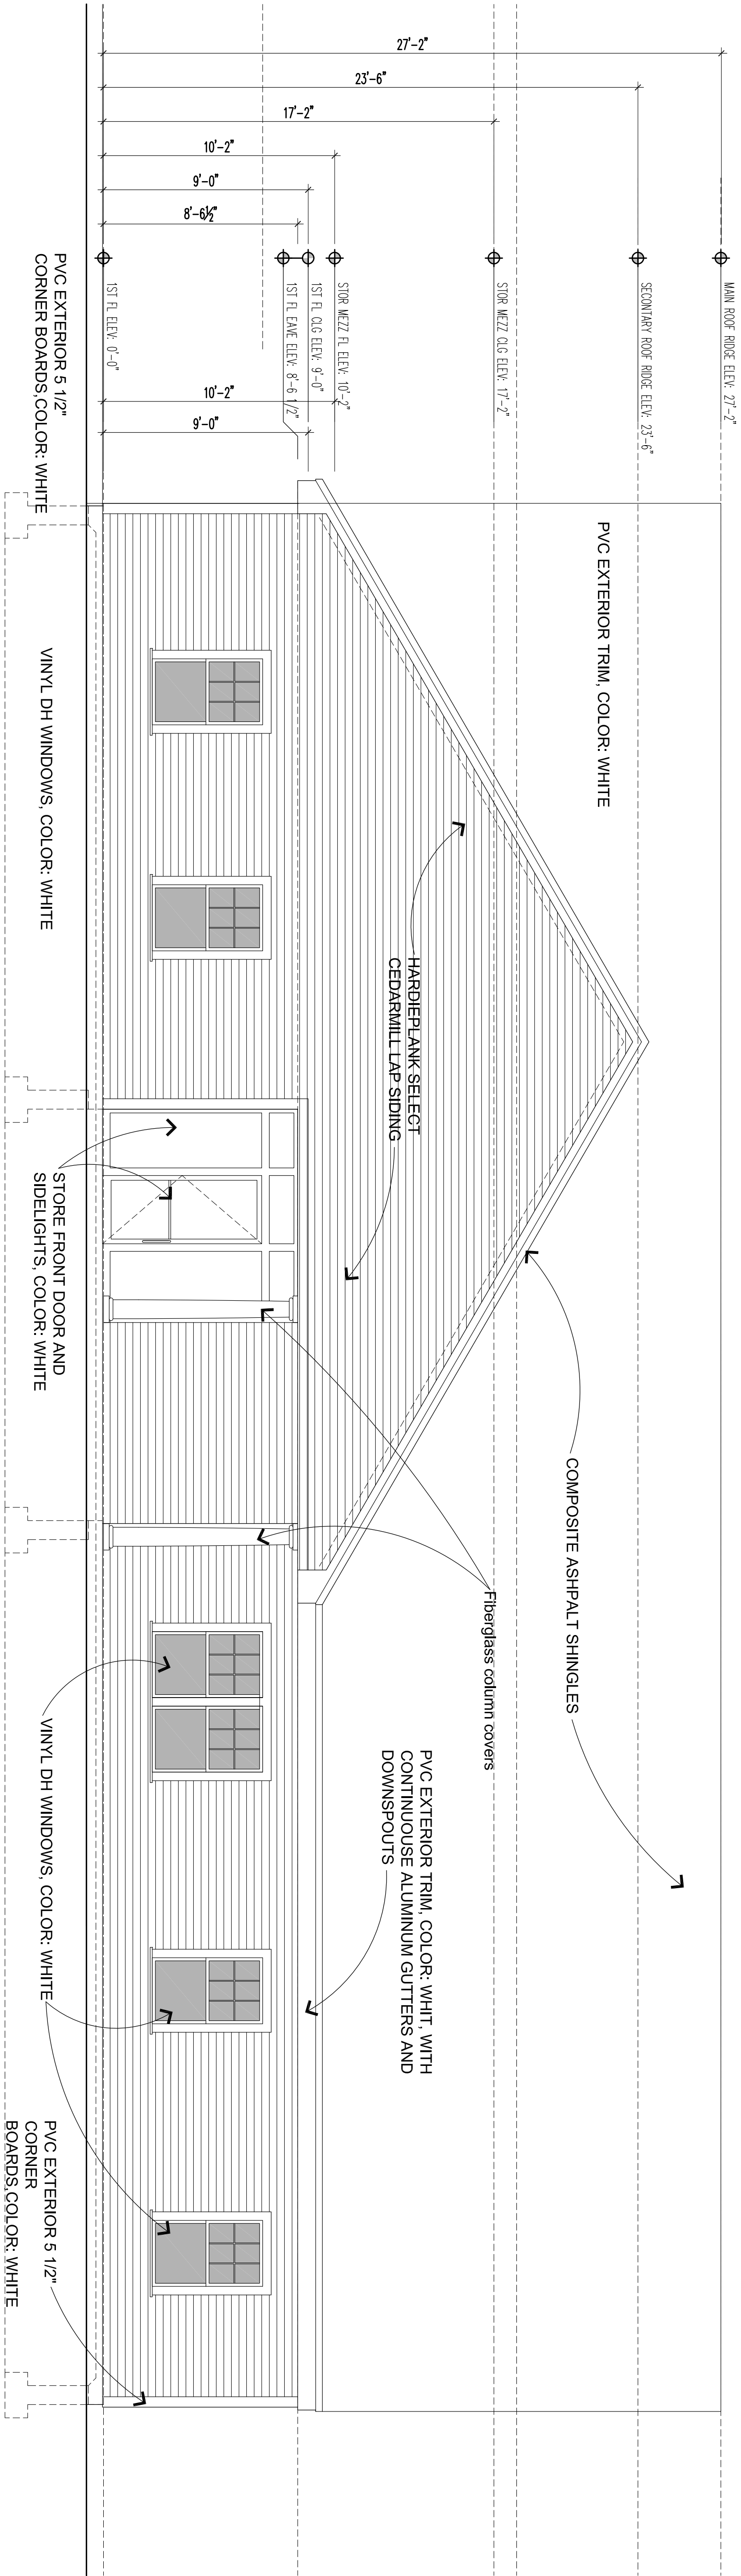 27'-2"
23'-6"
17'-2"
10'-2"
9'-0"
8'-6½"
MAIN ROOF RIDGE ELEV: 27'-2"
SECONTARY ROOF RIDGE ELEV: 23'-6"
STOR MEZZ CLG ELEV: 17'-2"
STOR MEZZ FL ELEV: 10'-2"
1ST FL CLG ELEV: 9'-0"
1ST FL EAVE ELEV: 8'-6 1/2"
1ST FL ELEV: 0'-0"
10'-2"
9'-0"
PVC EXTERIOR 5 1/2"
CORNER BOARDS,COLOR: WHITE
PVC EXTERIOR TRIM, COLOR: WHITE
VINYL DH WINDOWS, COLOR: WHITE
HARDIEPLANK SELECT
CEDARMILL LAP SIDING
STORE FRONT DOOR AND
SIDELIGHTS, COLOR: WHITE
COMPOSITE ASHPALT SHINGLES
Fiberglass column covers
PVC EXTERIOR TRIM, COLOR: WHIT, WITH
CONTINUOUSE ALUMINUM GUTTERS AND
DOWNSPOUTS
VINYL DH WINDOWS, COLOR: WHITE
PVC EXTERIOR 5 1/2"
CORNER
BOARDS,COLOR: WHITE